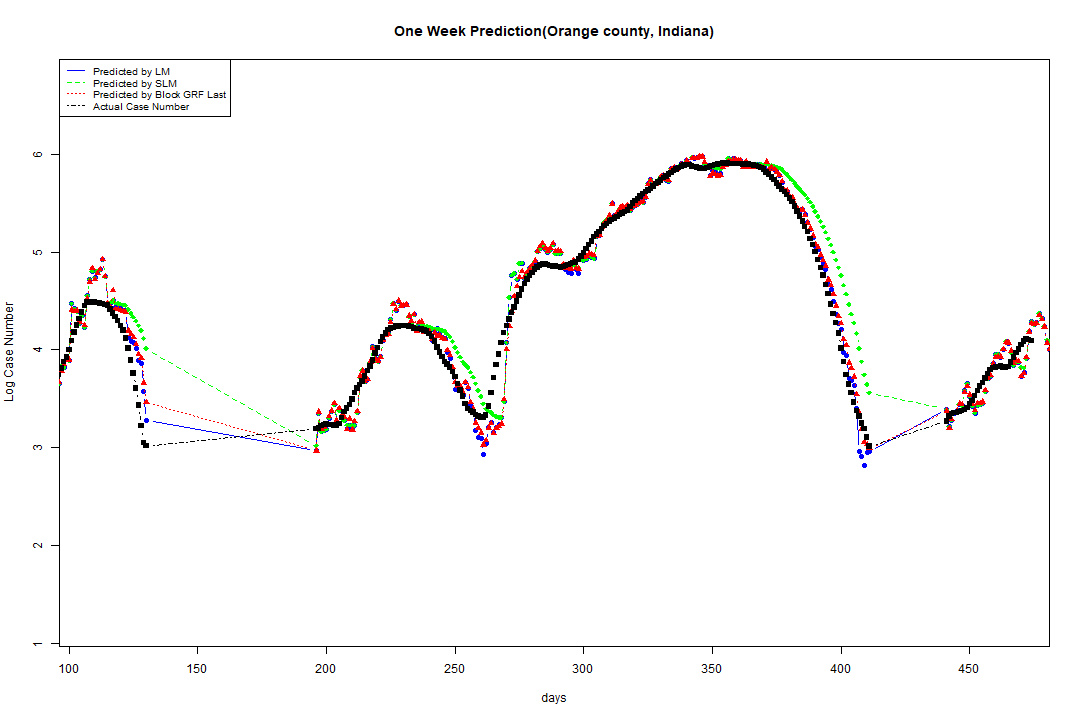 One Week Prediction(Orange county, Indiana)
Predicted by LM
Predicted by SLM
Predicted by Block GRF Last
Actual Case Number
Log Case Number
6
5
4
3
2
1
100 150 200 250 300 350 400 450
days